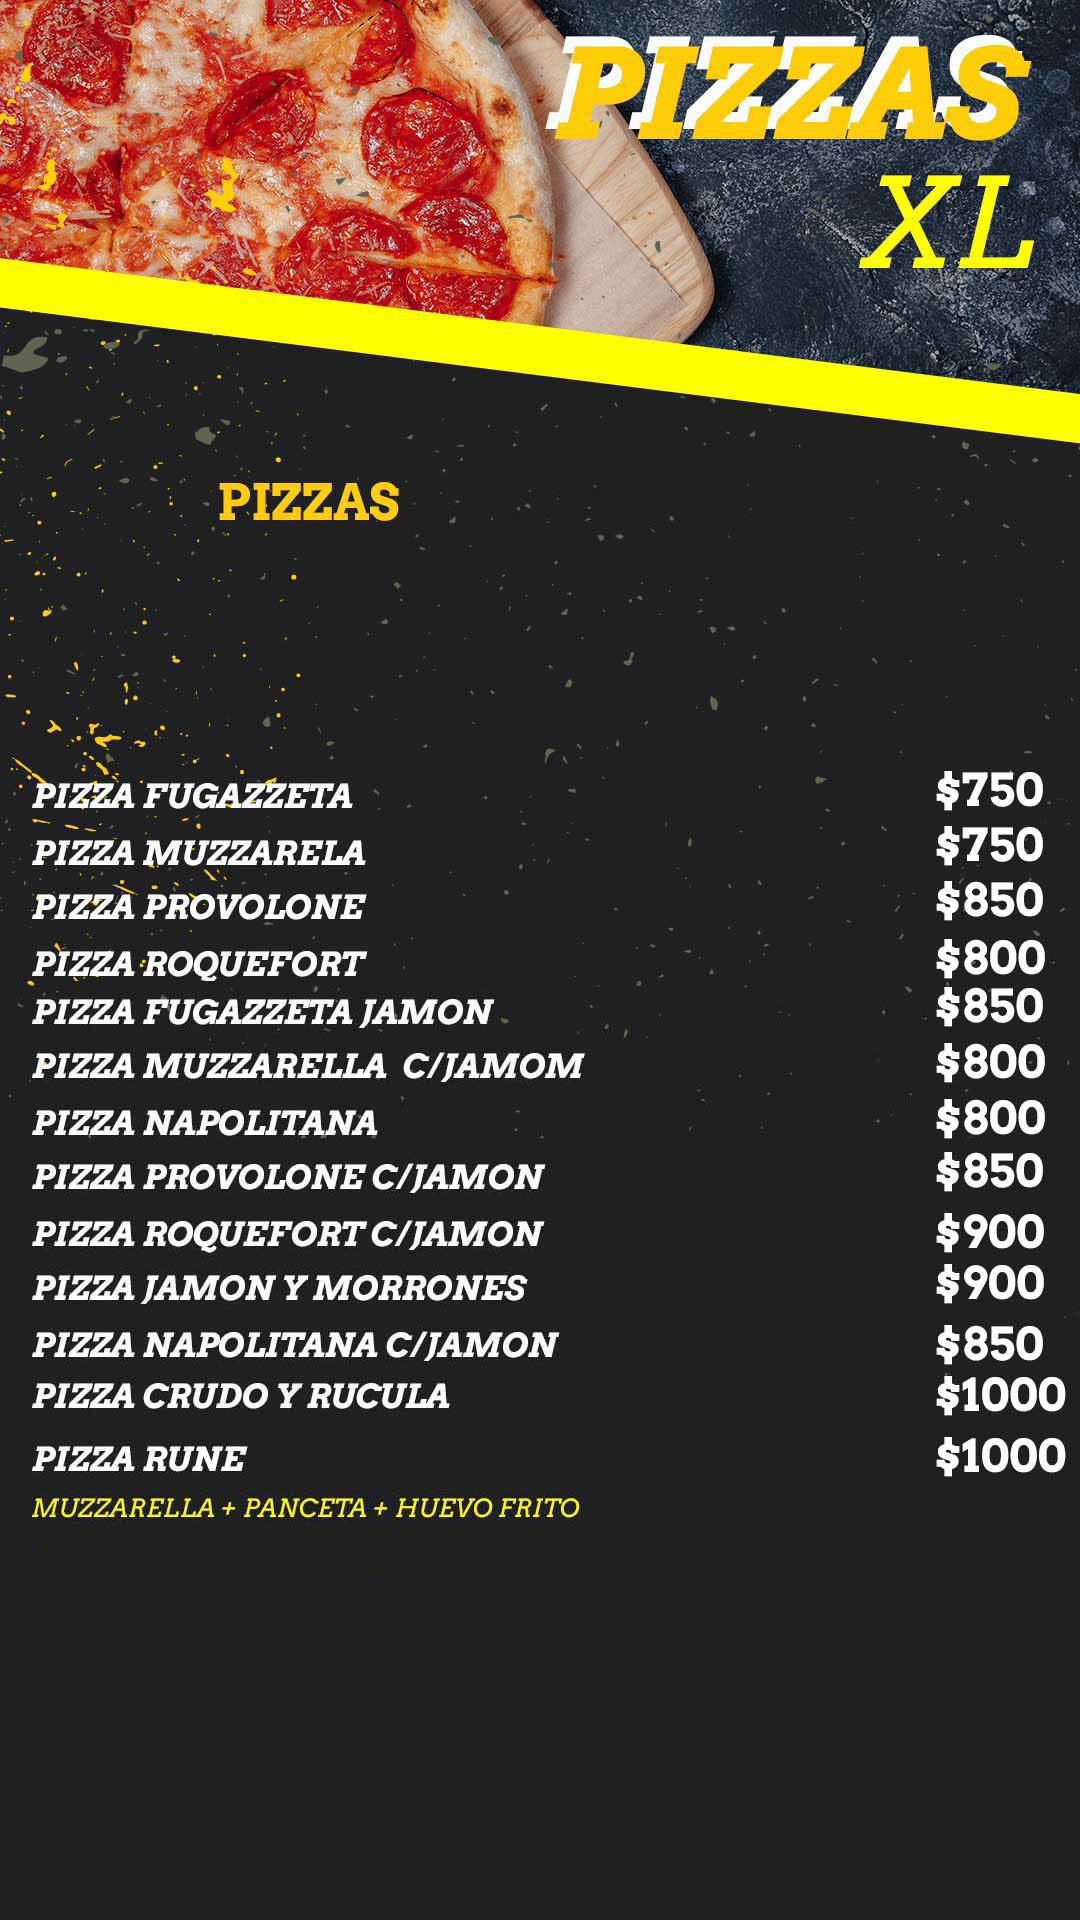 PIZZAS
XL
PIZZAS
PIZZA FUGAZZETA $750
PIZZA MUZZARELA $750
PIZZA PROVOLONE $850
PIZZA ROQUEFORT $800
PIZZA FUGAZZETA JAMON $850
PIZZA MUZZARELLA C/JAMOM $800
PIZZA NAPOLITANA $800
PIZZA PROVOLONE C/JAMON $850
PIZZA ROQUEFORT C/JAMON $900
PIZZA JAMON Y MORRONES $900
PIZZA NAPOLITANA C/JAMON $850
PIZZA CRUDO Y RUCULA $1000
PIZZA RUNE $1000
MUZZARELLA + PANCETA + HUEVO FRITO